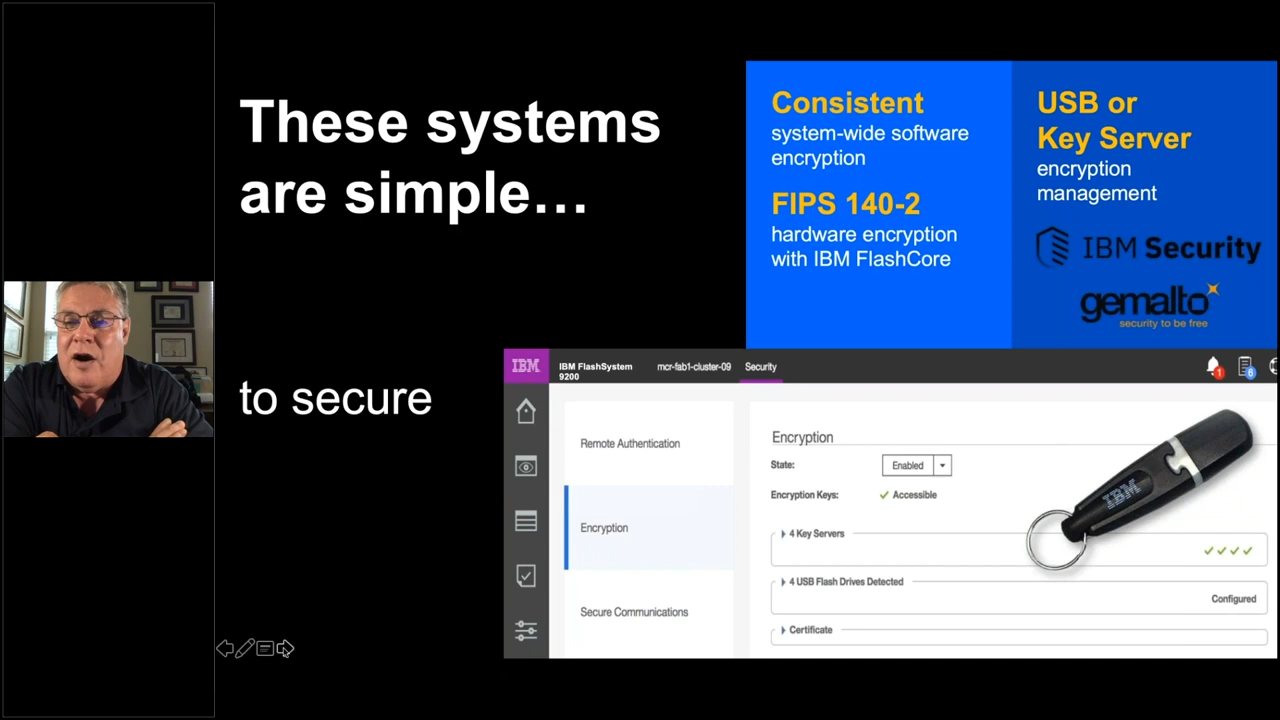 These systems
are simple…
to secure
Consistent
system-wide software
encryption
FIPS 140-2
hardware encryption
with IBM FlashCore
USB or
Key Server
encryption
management
IBM Security
gemalto
security to be free
IBM
IBM FlashSystem
9200
mcr-fab1-cluster-09
Security
1
6
Remote Authentication
Encryption
Secure Communications
Encryption
State:
Enabled
Encryption Keys:
Accessible
4 Key Servers
4 USB Flash Drives Detected
Configured
Certificate
IBM